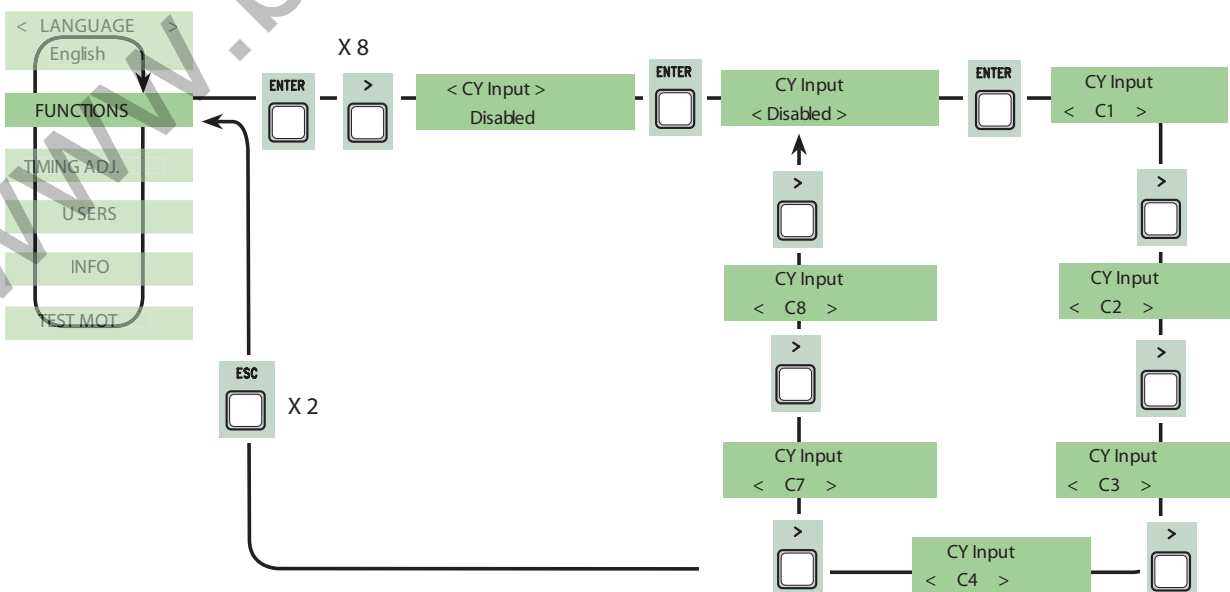 < LANGUAGE >
English
FUNCTIONS
TIMING ADJ.
USERS
INFO
TEST MOT
ENTER
X 8
>
< CY Input >
Disabled
ENTER
CY Input
< Disabled >
ENTER
CY Input
< C1 >
>
CY Input
< C2 >
>
CY Input
< C3 >
>
CY Input
< C4 >
>
CY Input
< C7 >
>
CY Input
< C8 >
>
ESC
X 2
www.b